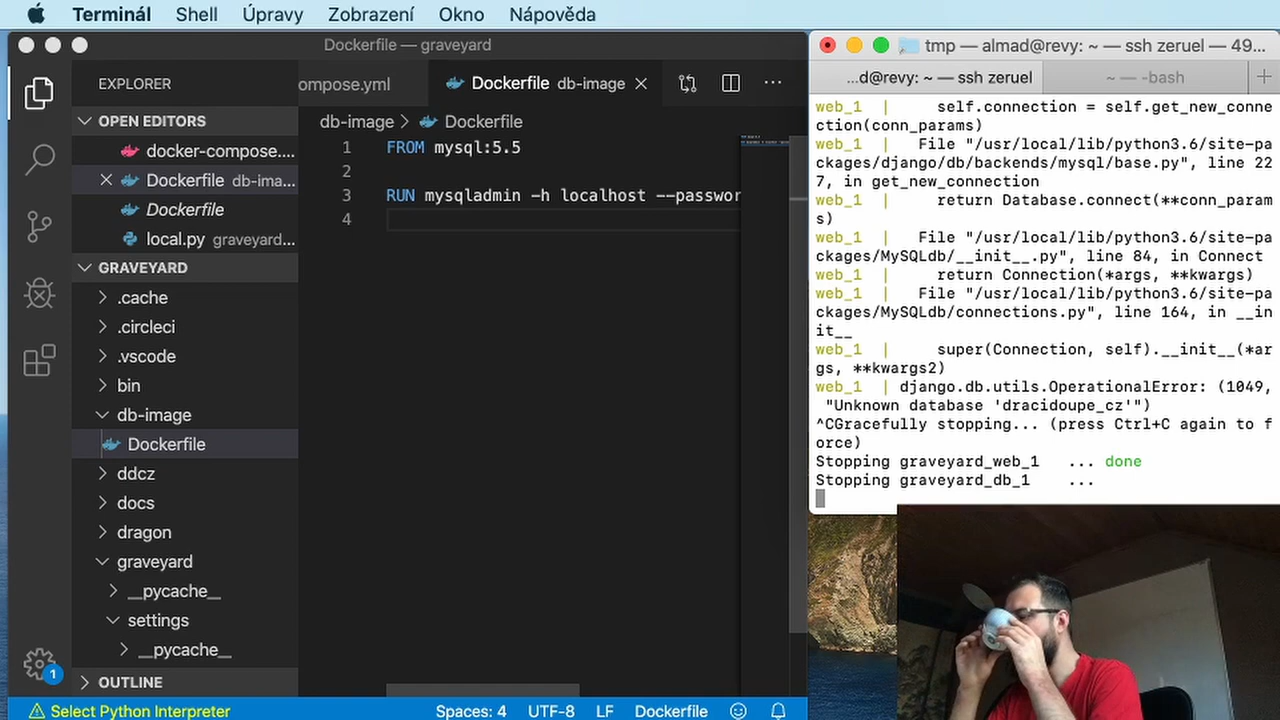 Terminál Shell Úpravy Zobrazení Okno Nápověda
Dockerfile — graveyard
EXPLORER
OPEN EDITORS
docker-compose....
Dockerfile db-ima...
Dockerfile
local.py graveyard...
GRAVEYARD
.cache
.circleci
.vscode
bin
db-image
Dockerfile
ddcz
docs
dragon
graveyard
__pycache__
settings
__pycache__
OUTLINE
ompose.yml
Dockerfile db-image
db-image > Dockerfile
1 FROM mysql:5.5
2
3 RUN mysqladmin -h localhost --passwor
4
Select Python Interpreter
Spaces: 4 UTF-8 LF Dockerfile
1
tmp — almad@revy: ~ — ssh zeruel — 49...
...d@revy: ~ — ssh zeruel
~ — -bash
web_1 | self.connection = self.get_new_conne
ction(conn_params)
web_1 | File "/usr/local/lib/python3.6/site-pa
ckages/django/db/backends/mysql/base.py", line 22
7, in get_new_connection
web_1 | return Database.connect(**conn_param
s)
web_1 | File "/usr/local/lib/python3.6/site-pa
ckages/MySQLdb/__init__.py", line 84, in Connect
web_1 | return Connection(*args, **kwargs)
web_1 | File "/usr/local/lib/python3.6/site-pa
ckages/MySQLdb/connections.py", line 164, in __in
it__
web_1 | super(Connection, self).__init__(*ar
gs, **kwargs2)
web_1 | django.db.utils.OperationalError: (1049,
"Unknown database 'dracidoupe_cz'")
^CGracefully stopping... (press Ctrl+C again to f
orce)
Stopping graveyard_web_1 ... done
Stopping graveyard_db_1 ...